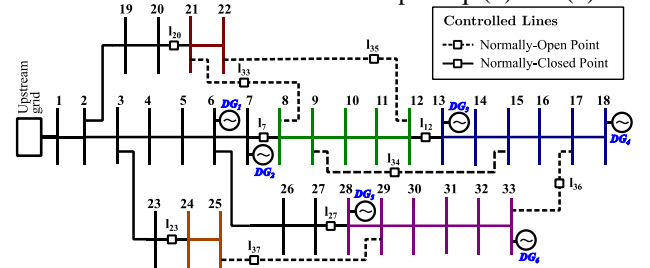 Controlled Lines
Normally-Open Point
Normally-Closed Point
19 20 21 22
l20
l35
l33
Upstream
grid
1 2 3 4 5 6 7 8 9 10 11 12 13 14 15 16 17 18
DG1
DG3
DG4
l7
l12
DG2
l34
l36
26 27 28 29 30 31 32 33
DG5
23 24 25
l23
l27
l37
DG6